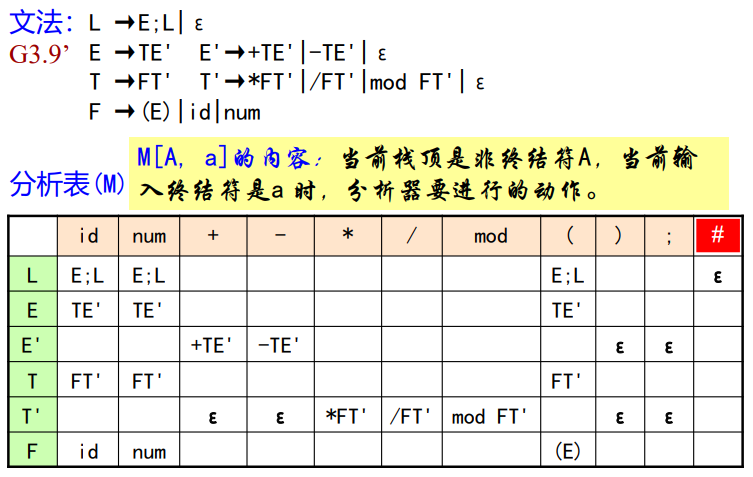 文法: L →E;L| ε
G3.9’ E →TE' E'→+TE'|-TE'| ε
T →FT' T'→*FT'|/FT'|mod FT'| ε
F →(E)|id|num
M[A, a]的内容: 当前栈顶是非终结符A, 当前输
入终结符是a 时, 分析器要进行的动作。
分析表(M)
id num + - * / mod ( ) ; #
L E;L E;L E;L ε
E TE' TE' TE'
E' +TE' -TE' ε ε
T FT' FT' FT'
T' ε ε *FT' /FT' mod FT' ε ε
F id num (E)